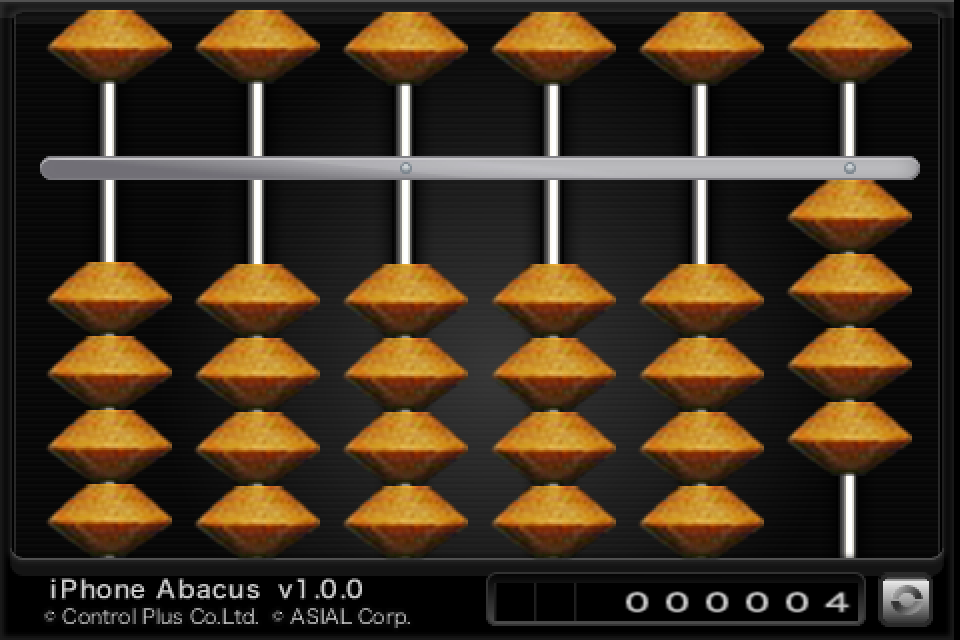 iPhone Abacus v1.0.0
000004
© Control Plus Co.Ltd. © ASIAL Corp.